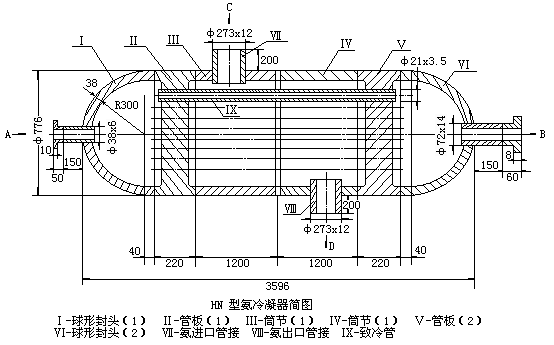 C
φ273x12
Ⅶ
Ⅰ
Ⅱ
Ⅲ
Ⅳ
Ⅴ
φ21x3.5
Ⅵ
200
38
R300
Ⅸ
φ776
φ38x6
φ72x14
A
B
10
50
150
150
8
60
Ⅷ
200
φ273x12
D
40
220
1200
1200
220
40
3596
HN 型氨冷凝器简图
Ⅰ-球形封头(1) Ⅱ-管板(1) Ⅲ-筒节(1) Ⅳ-筒节(1) Ⅴ-管板(2)
Ⅵ-球形封头(2) Ⅶ-氨进口管接 Ⅷ-氨出口管接 Ⅸ-致冷管